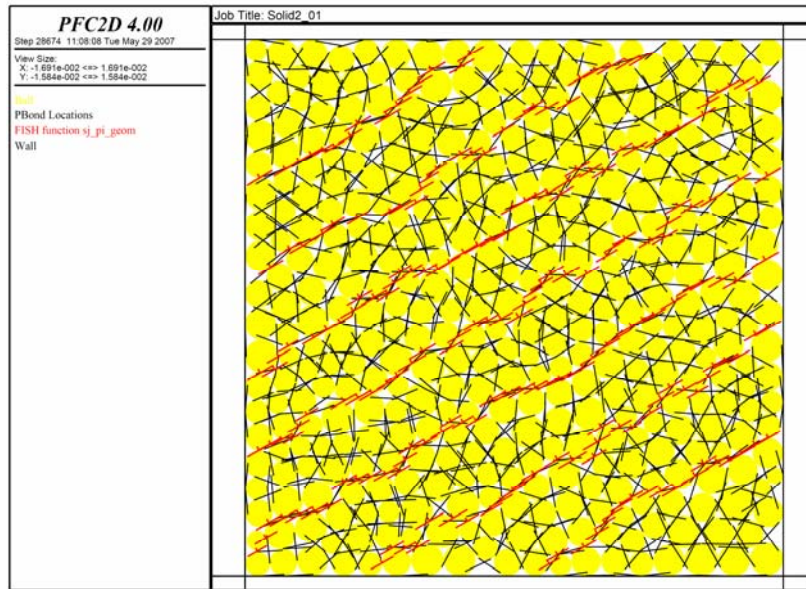 PFC2D 4.00
Step 28674  11:08:08 Tue May 29 2007
View Size:
X: -1.691e-002 <=> 1.691e-002
Y: -1.584e-002 <=> 1.584e-002
Ball
PBond Locations
FISH function sj_pi_geom
Wall
Job Title: Solid2_01